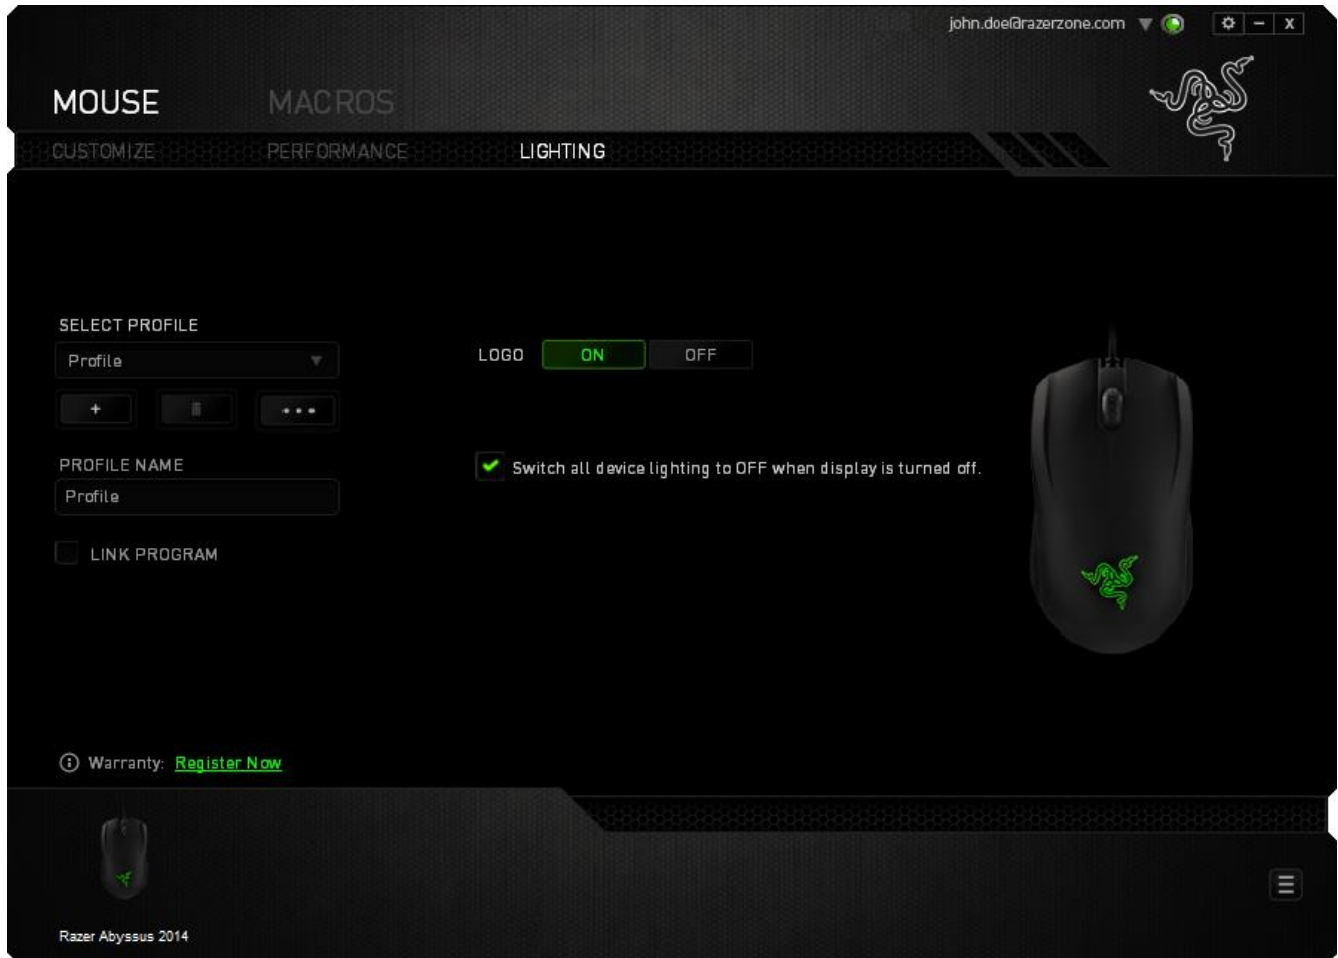 john.doe@razerzone.com
MOUSE MACROS
CUSTOMIZE PERFORMANCE LIGHTING
SELECT PROFILE
Profile
LOGO ON OFF
PROFILE NAME
Profile
Switch all device lighting to OFF when display is turned off.
LINK PROGRAM
Warranty: Register Now
Razer Abyssus 2014